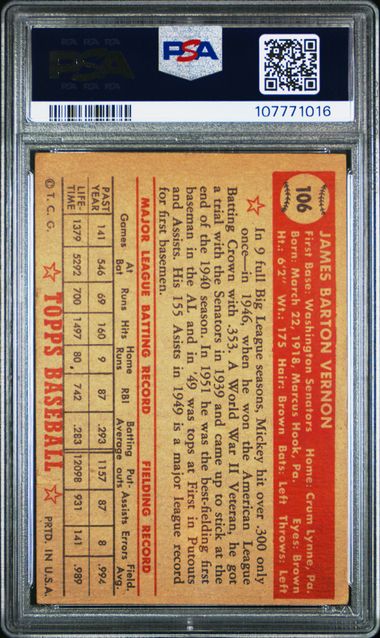 PSA
107771016
106
JAMES BARTON VERNON
First Base: Washington Senators Home: Crum Lynne, Pa.
Born: March 22, 1918, Marcus Hook, Pa. Eyes: Brown
Ht.: 6'2" Wt.: 175 Hair: Brown Bats: Left Throws: Left
In 9 full Big League seasons, Mickey hit over .300 only
once—in 1946, when he won the American League
Batting Crown with .353. A World War II Veteran, he got
a trial with the Senators in 1939 and came up to stick at the
end of the 1940 season. In 1951 he was the best-fielding first
baseman in the AL and in '49 was tops at First in Putouts
and Assists. His 155 Asists in 1949 is a major league record
for first basemen.
MAJOR LEAGUE BATTING RECORD FIELDING RECORD
Games At Bat Runs Hits Home Runs RBI Batting Average Put-outs Assists Errors Field. Avg.
PAST YEAR 141 546 69 160 9 87 .293 1157 87 8 .994
LIFE-TIME 1379 5292 700 1497 80 742 .283 12098 931 141 .989
© T. C. G. TOPPS BASEBALL PRTD. IN U.S.A.